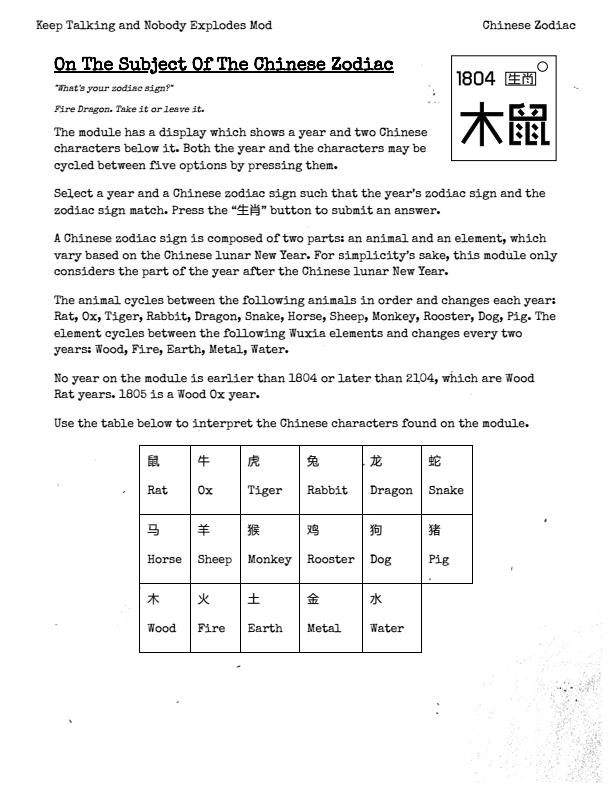 Keep Talking and Nobody Explodes Mod
Chinese Zodiac
On The Subject Of The Chinese Zodiac
"What's your zodiac sign?"
Fire Dragon. Take it or leave it.
1804 生肖
木鼠
The module has a display which shows a year and two Chinese
characters below it. Both the year and the characters may be
cycled between five options by pressing them.
Select a year and a Chinese zodiac sign such that the year's zodiac sign and the
zodiac sign match. Press the “生肖” button to submit an answer.
A Chinese zodiac sign is composed of two parts: an animal and an element, which
vary based on the Chinese lunar New Year. For simplicity's sake, this module only
considers the part of the year after the Chinese lunar New Year.
The animal cycles between the following animals in order and changes each year:
Rat, Ox, Tiger, Rabbit, Dragon, Snake, Horse, Sheep, Monkey, Rooster, Dog, Pig. The
element cycles between the following Wuxia elements and changes every two
years: Wood, Fire, Earth, Metal, Water.
No year on the module is earlier than 1804 or later than 2104, which are Wood
Rat years. 1805 is a Wood Ox year.
Use the table below to interpret the Chinese characters found on the module.
鼠 牛 虎 兔 龙 蛇
Rat Ox Tiger Rabbit Dragon Snake
马 羊 猴 鸡 狗 猪
Horse Sheep Monkey Rooster Dog Pig
木 火 土 金 水
Wood Fire Earth Metal Water